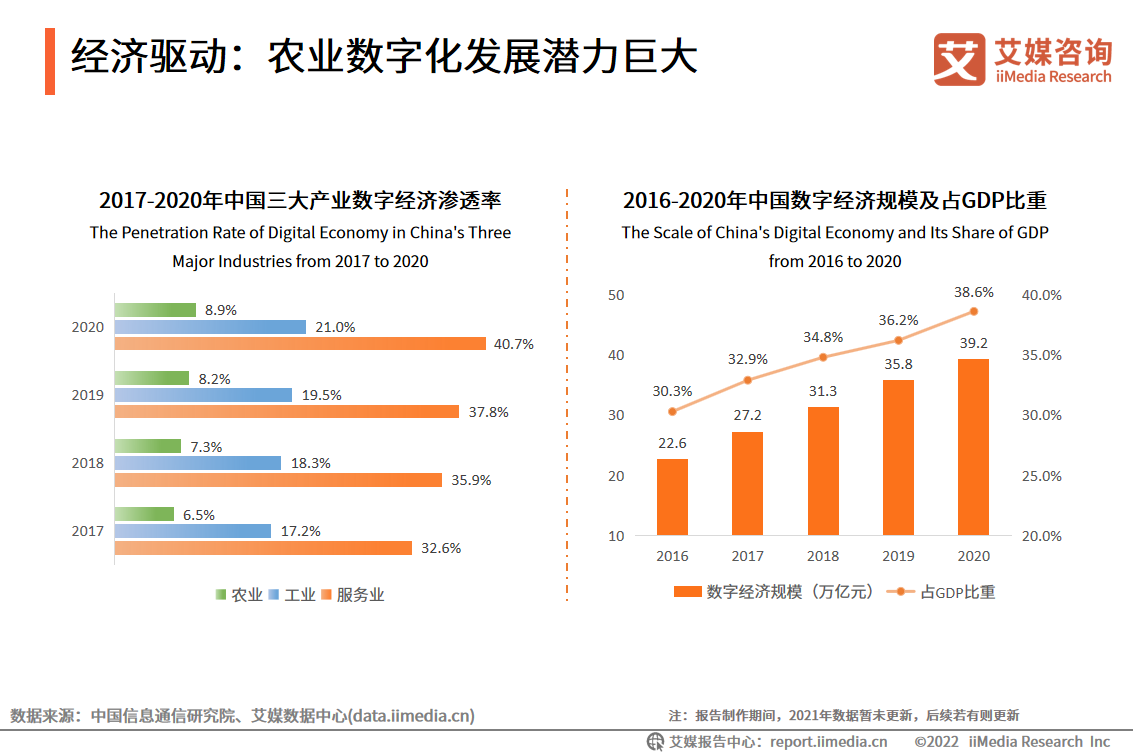 经济驱动：农业数字化发展潜力巨大
艾
艾媒咨询
iiMedia Research
2017-2020年中国三大产业数字经济渗透率
The Penetration Rate of Digital Economy in China's Three
Major Industries from 2017 to 2020
2020
8.9%
21.0%
40.7%
2019
8.2%
19.5%
37.8%
2018
7.3%
18.3%
35.9%
2017
6.5%
17.2%
32.6%
农业 工业 服务业
2016-2020年中国数字经济规模及占GDP比重
The Scale of China's Digital Economy and Its Share of GDP
from 2016 to 2020
50
40
30
20
10
40.0%
35.0%
30.0%
25.0%
20.0%
30.3%
32.9%
34.8%
36.2%
38.6%
22.6
27.2
31.3
35.8
39.2
2016 2017 2018 2019 2020
数字经济规模（万亿元） 占GDP比重
数据来源：中国信息通信研究院、艾媒数据中心(data.iimedia.cn)
注：报告制作期间，2021年数据暂未更新，后续若有则更新
艾媒报告中心：report.iimedia.cn ©2022 iiMedia Research Inc